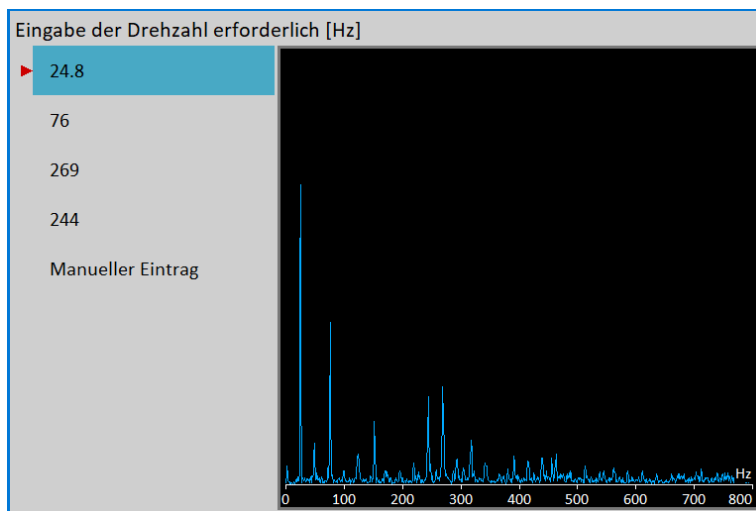 Eingabe der Drehzahl erforderlich [Hz]
24.8
76
269
244
Manueller Eintrag
Hz
0 100 200 300 400 500 600 700 800